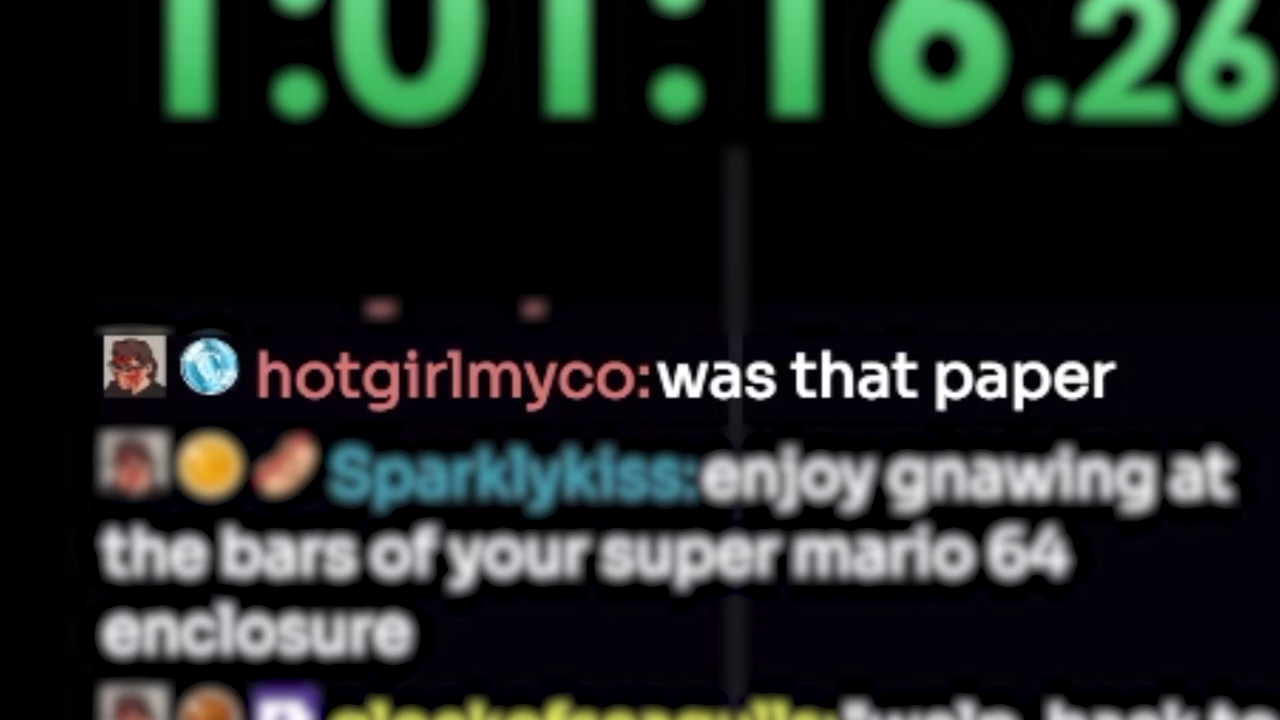 1:01:16.26
hotgirlmyco: was that paper
Sparklykiss: enjoy gnawing at
the bars of your super mario 64
enclosure